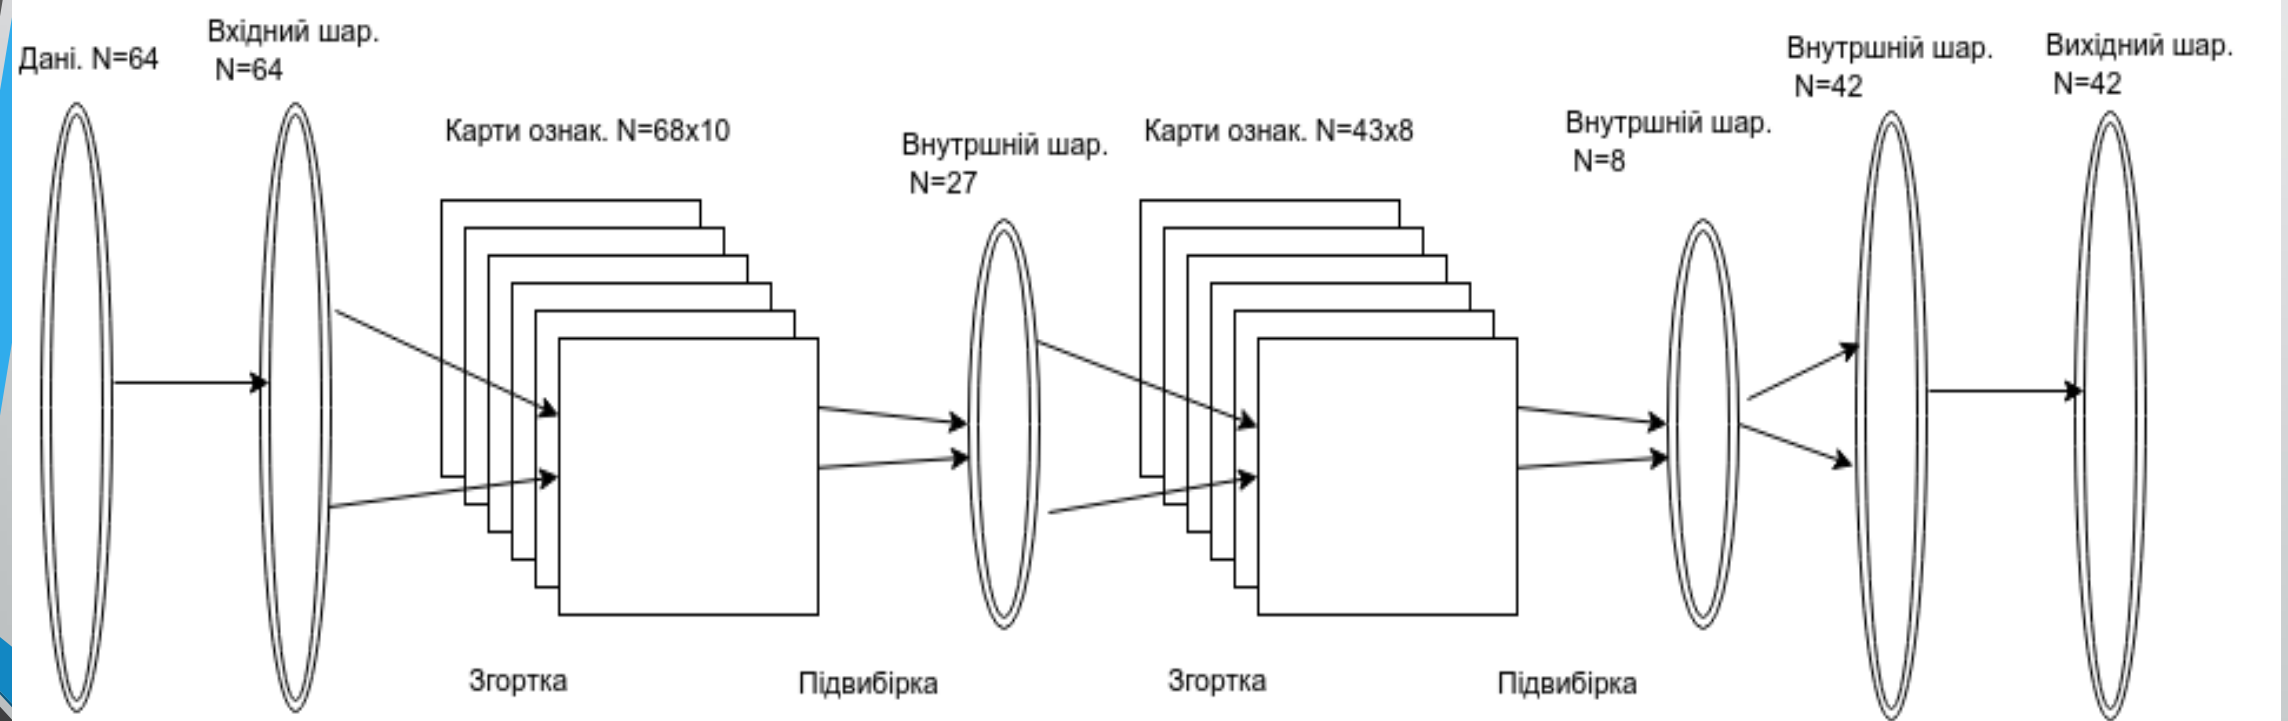 Дані. N=64
Вхідний шар.
N=64
Карти ознак. N=68x10
Внутршній шар.
N=27
Карти ознак. N=43x8
Внутршній шар.
N=8
Внутршній шар.
N=42
Вихідний шар.
N=42
Згортка
Підвибірка
Згортка
Підвибірка